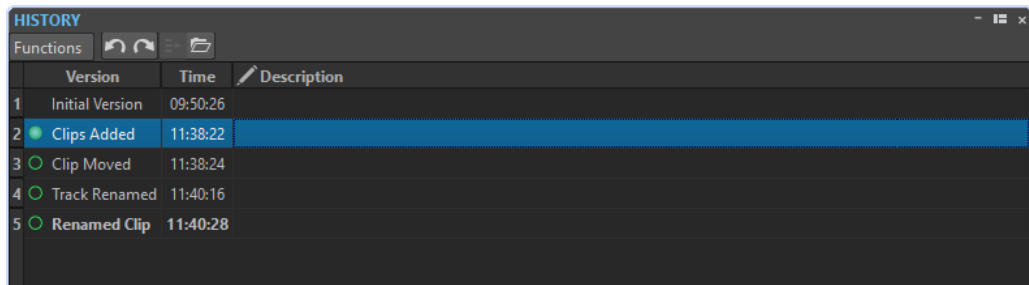 HISTORY
Functions
Version Time Description
1 Initial Version 09:50:26
2 Clips Added 11:38:22
3 Clip Moved 11:38:24
4 Track Renamed 11:40:16
5 Renamed Clip 11:40:28